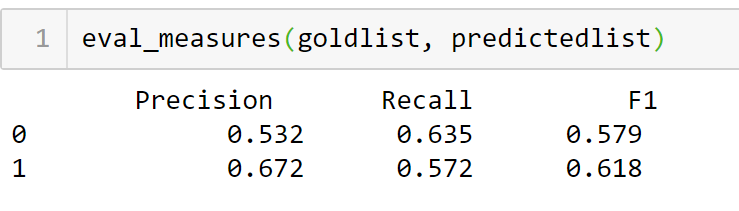 1 eval_measures(goldlist, predictedlist)
Precision Recall F1
0 0.532 0.635 0.579
1 0.672 0.572 0.618